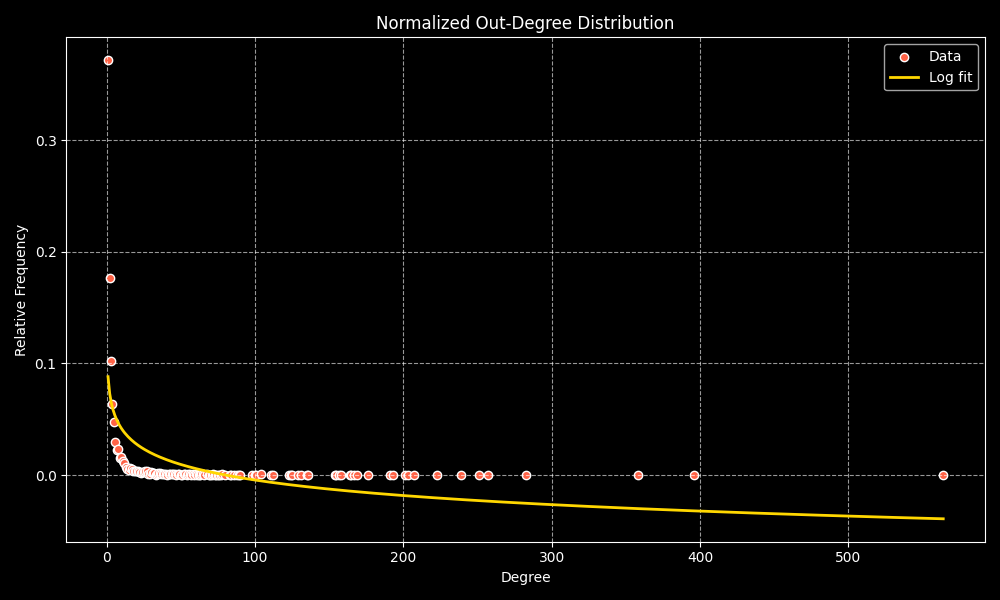 Normalized Out-Degree Distribution
Data
Log fit
Relative Frequency
0.3
0.2
0.1
0.0
0 100 200 300 400 500
Degree